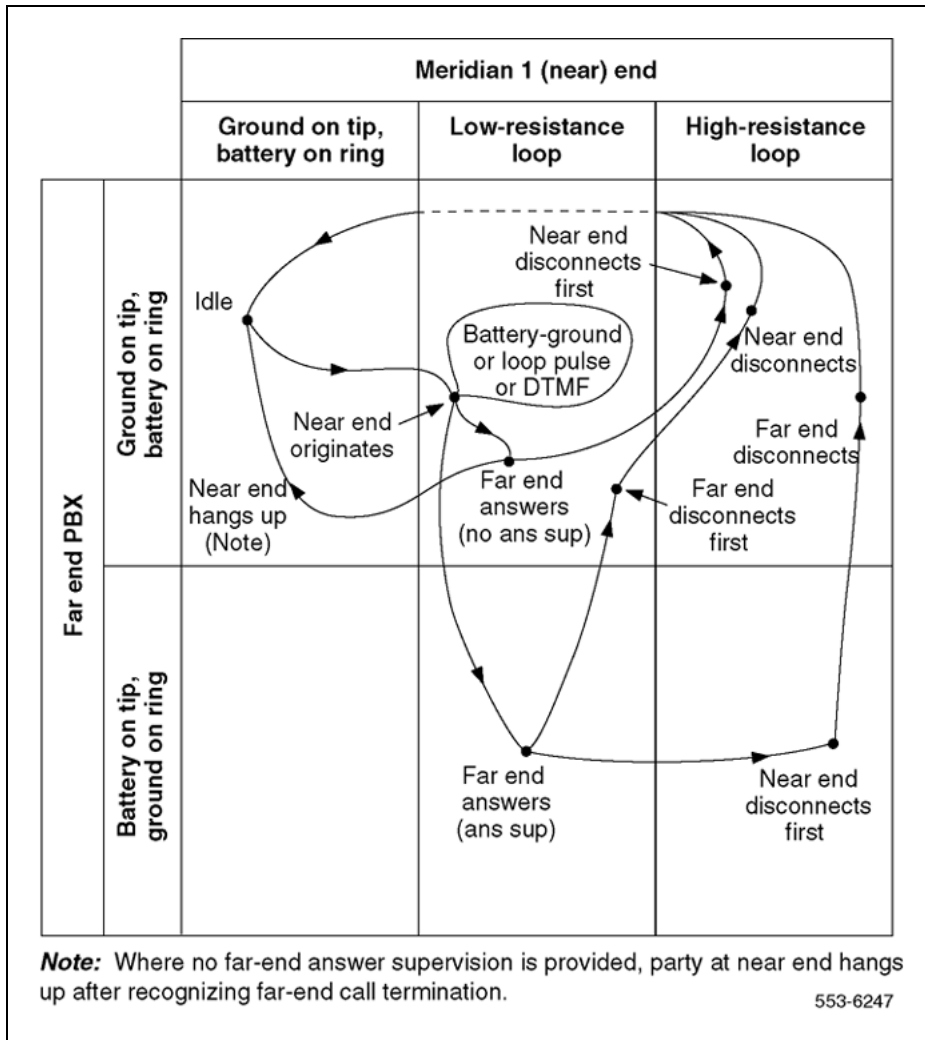 Meridian 1 (near) end
Ground on tip,
battery on ring
Low-resistance
loop
High-resistance
loop
Far end PBX
Ground on tip,
battery on ring
Near end
disconnects
first
Idle
Battery-ground
or loop pulse
or DTMF
Near end
disconnects
Near end
originates
Far end
disconnects
Near end
hangs up
(Note)
Far end
answers
(no ans sup)
Far end
disconnects
first
Battery on tip,
ground on ring
Far end
answers
(ans sup)
Near end
disconnects
first
Note: Where no far-end answer supervision is provided, party at near end hangs
up after recognizing far-end call termination.
553-6247